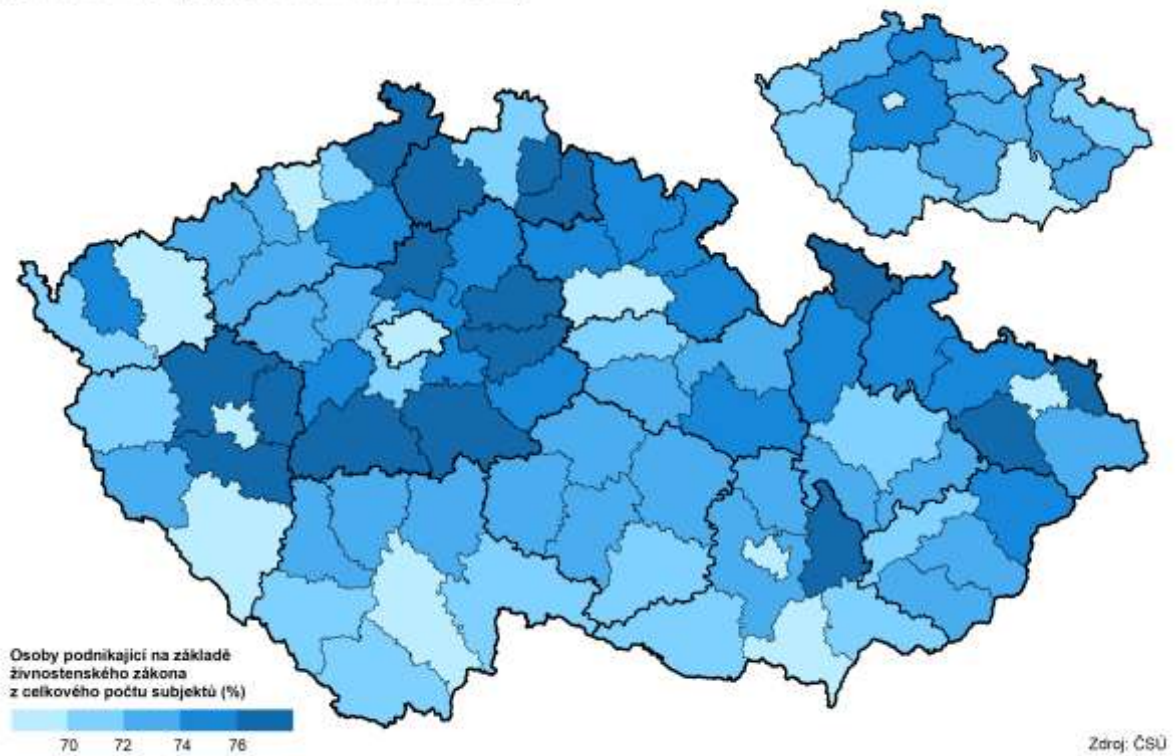 Osoby podnikající na základě
živnostenského zákona
z celkového počtu subjektů (%)
70 72 74 76
Zdroj: ČSÚ